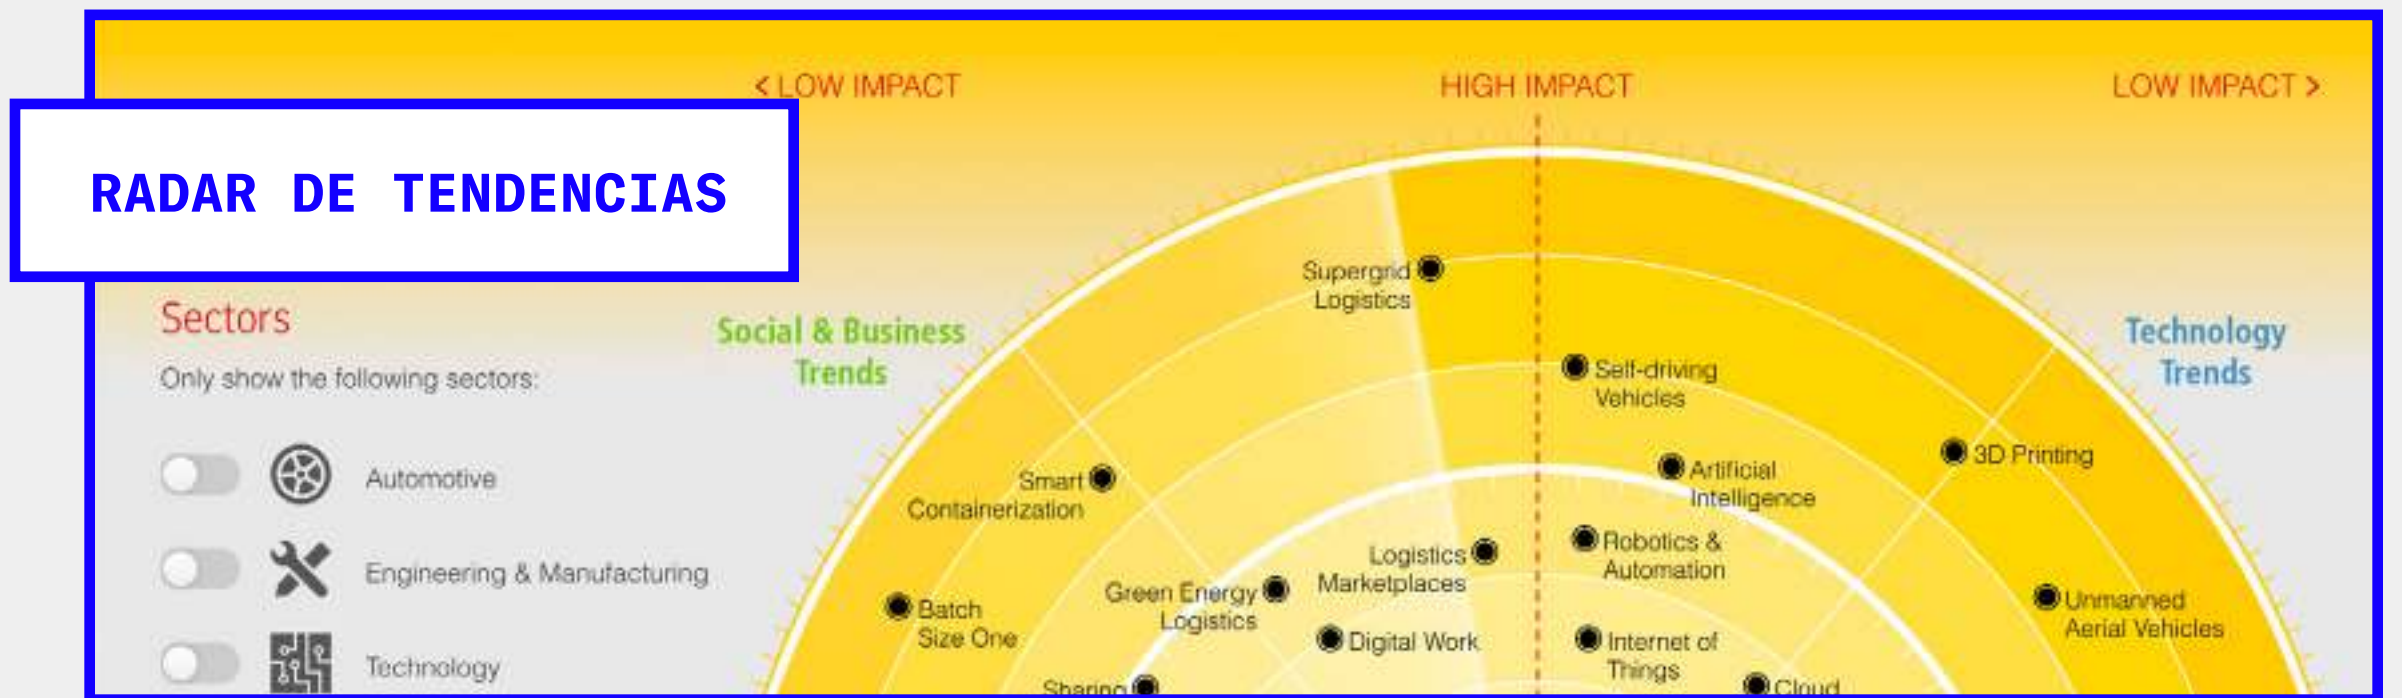 < LOW IMPACT
HIGH IMPACT
LOW IMPACT >
RADAR DE TENDENCIAS
Sectors
Only show the following sectors:
Automotive
Engineering & Manufacturing
Technology
Social & Business
Trends
Technology
Trends
Supergrid
Logistics
Self-driving
Vehicles
3D Printing
Smart
Containerization
Artificial
Intelligence
Logistics
Marketplaces
Robotics &
Automation
Green Energy
Logistics
Batch
Size One
Unmanned
Aerial Vehicles
Digital Work
Internet of
Things
Sharing
Cloud